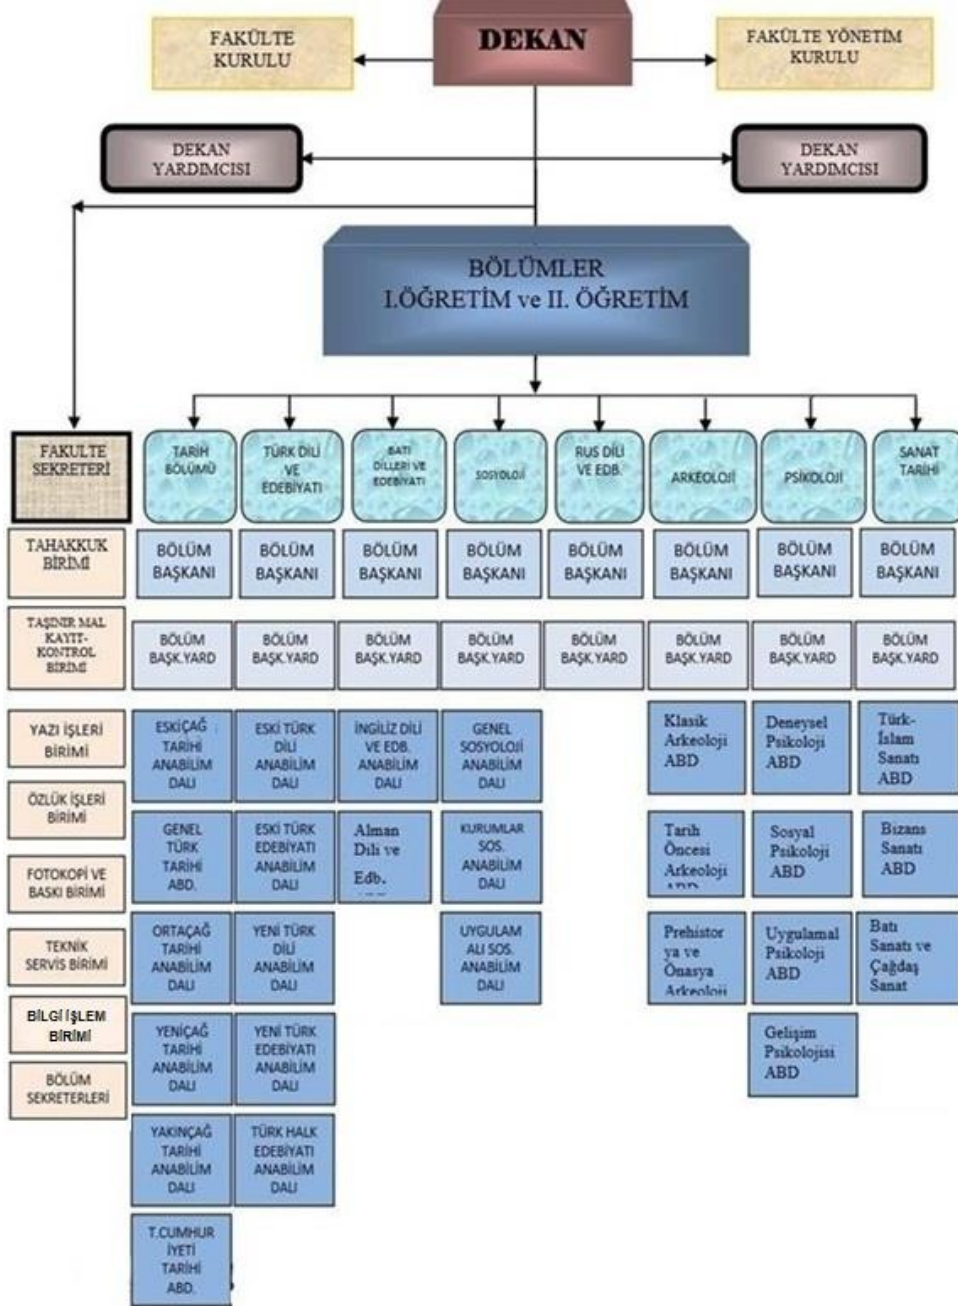 DEKAN
FAKÜLTE
KURULU
FAKÜLTE YÖNETİM
KURULU
DEKAN
YARDIMCISI
DEKAN
YARDIMCISI
BÖLÜMLER
I.ÖĞRETİM ve II. ÖĞRETİM
FAKULTE
SEKRETERİ
TARİH
BÖLÜMÜ
TÜRK DİLİ
VE
EDEBİYATI
BATI
DİLLERİ VE
EDEBİYATI
SOSYOLOJİ
RUS DİLİ
VE EDB.
ARKEOLOJİ
PSİKOLOJİ
SANAT
TARİHİ
TAHAKKUK
BİRİMİ
BÖLÜM
BAŞKANI
BÖLÜM
BAŞKANI
BÖLÜM
BAŞKANI
BÖLÜM
BAŞKANI
BÖLÜM
BAŞKANI
BÖLÜM
BAŞKANI
BÖLÜM
BAŞKANI
BÖLÜM
BAŞKANI
TAŞINIR MAL
KAYIT-
KONTROL
BİRİMİ
BÖLÜM
BAŞK.YARD
BÖLÜM
BAŞK.YARD
BÖLÜM
BAŞK.YARD
BÖLÜM
BAŞK.YARD
BÖLÜM
BAŞK.YARD
BÖLÜM
BAŞK.YARD
BÖLÜM
BAŞK.YARD
BÖLÜM
BAŞK.YARD
YAZI İŞLERİ
BİRİMİ
ÖZLÜK İŞLERİ
BİRİMİ
FOTOKOPİ VE
BASKI BİRİMİ
TEKNİK
SERVİS BİRİMİ
BİLGİ İŞLEM
BİRİMİ
BÖLÜM
SEKRETERLERİ
ESKİÇAĞ
TARİHİ
ANABİLİM
DALI
GENEL
TÜRK
TARİHİ
ABD.
ORTAÇAĞ
TARİHİ
ANABİLİM
DALI
YENİÇAĞ
TARİHİ
ANABİLİM
DALI
YAKINÇAĞ
TARİHİ
ANABİLİM
DALI
T.CUMHUR
İYETİ
TARİHİ
ABD.
ESKİ TÜRK
DİLİ
ANABİLİM
DALI
ESKİ TÜRK
EDEBİYATI
ANABİLİM
DALI
YENİ TÜRK
DİLİ
ANABİLİM
DALI
YENİ TÜRK
EDEBİYATI
ANABİLİM
DALI
TÜRK HALK
EDEBİYATI
ANABİLİM
DALI
İNGİLİZ DİLİ
VE EDB.
ANABİLİM
DALI
Alman
Dili ve
Edb.
GENEL
SOSYOLOJİ
ANABİLİM
DALI
KURUMLAR
SOS.
ANABİLİM
DALI
UYGULAM
ALI SOS.
ANABİLİM
DALI
Klasik
Arkeoloji
ABD
Tarih
Öncesi
Arkeoloji
ABD
Prehistor
ya ve
Önasya
Arkeoloji
Deneysel
Psikoloji
ABD
Sosyal
Psikoloji
ABD
Uygulamal
Psikoloji
ABD
Gelişim
Psikolojisi
ABD
Türk-
İslam
Sanatı
ABD
Bizans
Sanatı
ABD
Batı
Sanatı ve
Çağdaş
Sanat